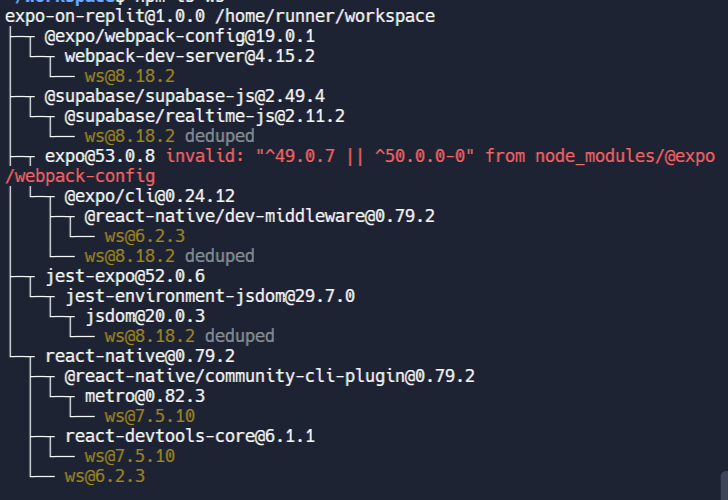 expo-on-replit@1.0.0 /home/runner/workspace
├─┬ @expo/webpack-config@19.0.1
│ └─┬ webpack-dev-server@4.15.2
│   └── ws@8.18.2
├─┬ @supabase/supabase-js@2.49.4
│ └─┬ @supabase/realtime-js@2.11.2
│   └── ws@8.18.2 deduped
├─┬ expo@53.0.8 invalid: "^49.0.7 || ^50.0.0-0" from node_modules/@expo
/webpack-config
│ └─┬ @expo/cli@0.24.12
│   ├─┬ @react-native/dev-middleware@0.79.2
│   │ └── ws@6.2.3
│   └── ws@8.18.2 deduped
├─┬ jest-expo@52.0.6
│ └─┬ jest-environment-jsdom@29.7.0
│   └─┬ jsdom@20.0.3
│     └── ws@8.18.2 deduped
└─┬ react-native@0.79.2
  ├─┬ @react-native/community-cli-plugin@0.79.2
  │ └─┬ metro@0.82.3
  │   └── ws@7.5.10
  ├─┬ react-devtools-core@6.1.1
  │ └── ws@7.5.10
  └── ws@6.2.3